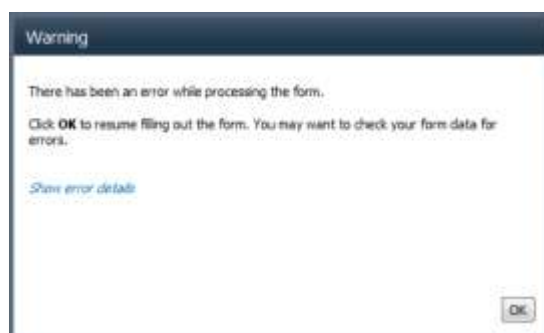 Warning
There has been an error while processing the form.
Click OK to resume filling out the form. You may want to check your form data for
errors.
Show error details
OK